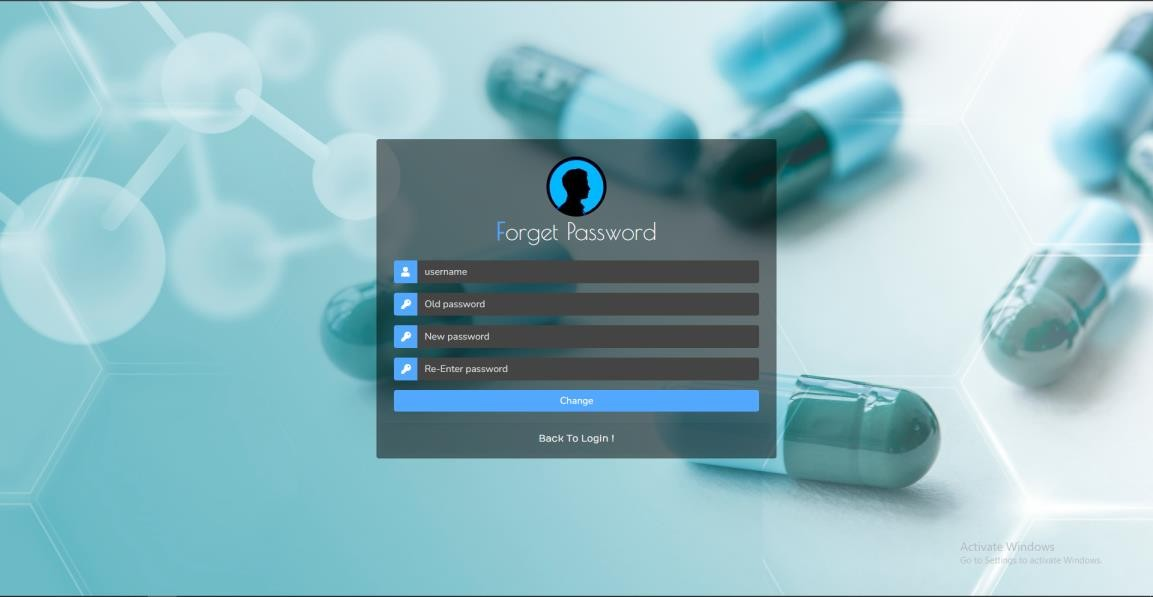 Forget Password
username
Old password
New password
Re-Enter password
Change
Back To Login !
Activate Windows
Go to Settings to activate Windows.